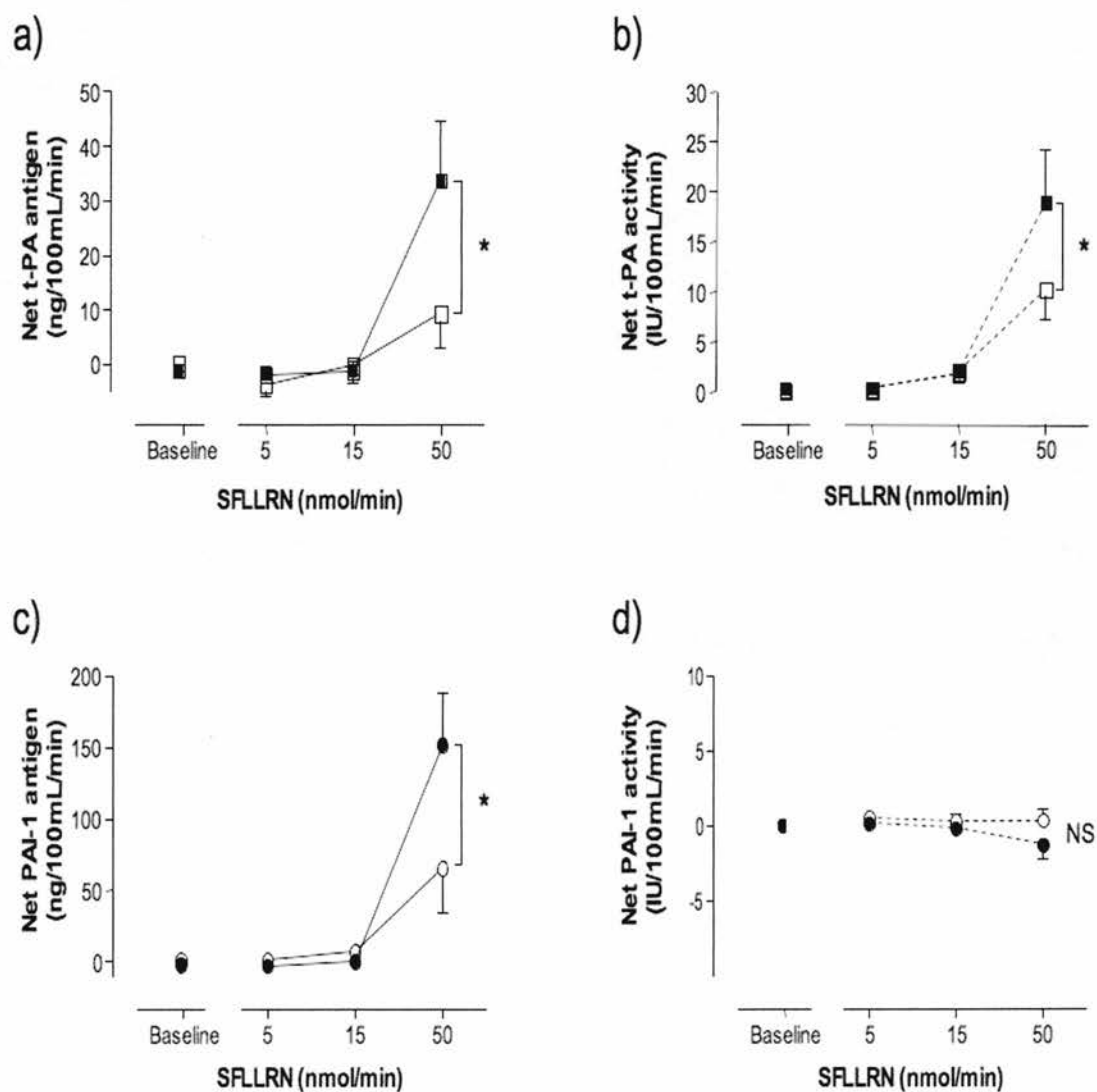 a)
Net t-PA antigen
(ng/100mL/min)
50
40
30
20
10
0
*
Baseline
5
15
50
SFLLRN (nmol/min)
b)
Net t-PA activity
(IU/100mL/min)
30
25
20
15
10
5
0
*
Baseline
5
15
50
SFLLRN (nmol/min)
c)
Net PAI-1 antigen
(ng/100mL/min)
200
150
100
50
0
*
Baseline
5
15
50
SFLLRN (nmol/min)
d)
Net PAI-1 activity
(IU/100mL/min)
10
5
0
-5
NS
Baseline
5
15
50
SFLLRN (nmol/min)